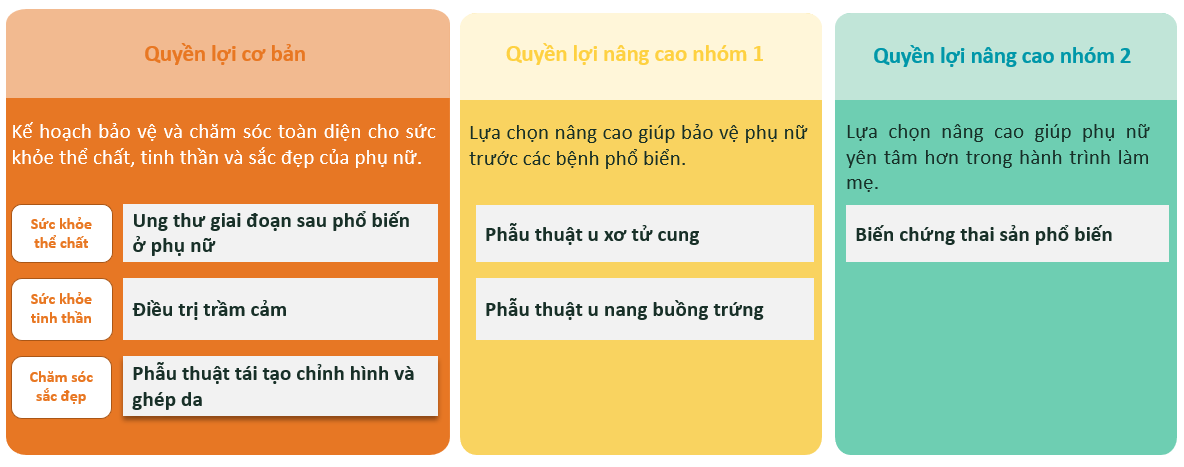 Quyền lợi cơ bản
Kế hoạch bảo vệ và chăm sóc toàn diện cho sức
khỏe thể chất, tinh thần và sắc đẹp của phụ nữ.
Sức khỏe
thể chất
Ung thư giai đoạn sau phổ biến
ở phụ nữ
Sức khỏe
tinh thần
Điều trị trầm cảm
Chăm sóc
sắc đẹp
Phẫu thuật tái tạo chỉnh hình và
ghép da
Quyền lợi nâng cao nhóm 1
Lựa chọn nâng cao giúp bảo vệ phụ nữ
trước các bệnh phổ biển.
Phẫu thuật u xơ tử cung
Phẫu thuật u nang buồng trứng
Quyền lợi nâng cao nhóm 2
Lựa chọn nâng cao giúp phụ nữ
yên tâm hơn trong hành trình làm
mẹ.
Biến chứng thai sản phổ biến